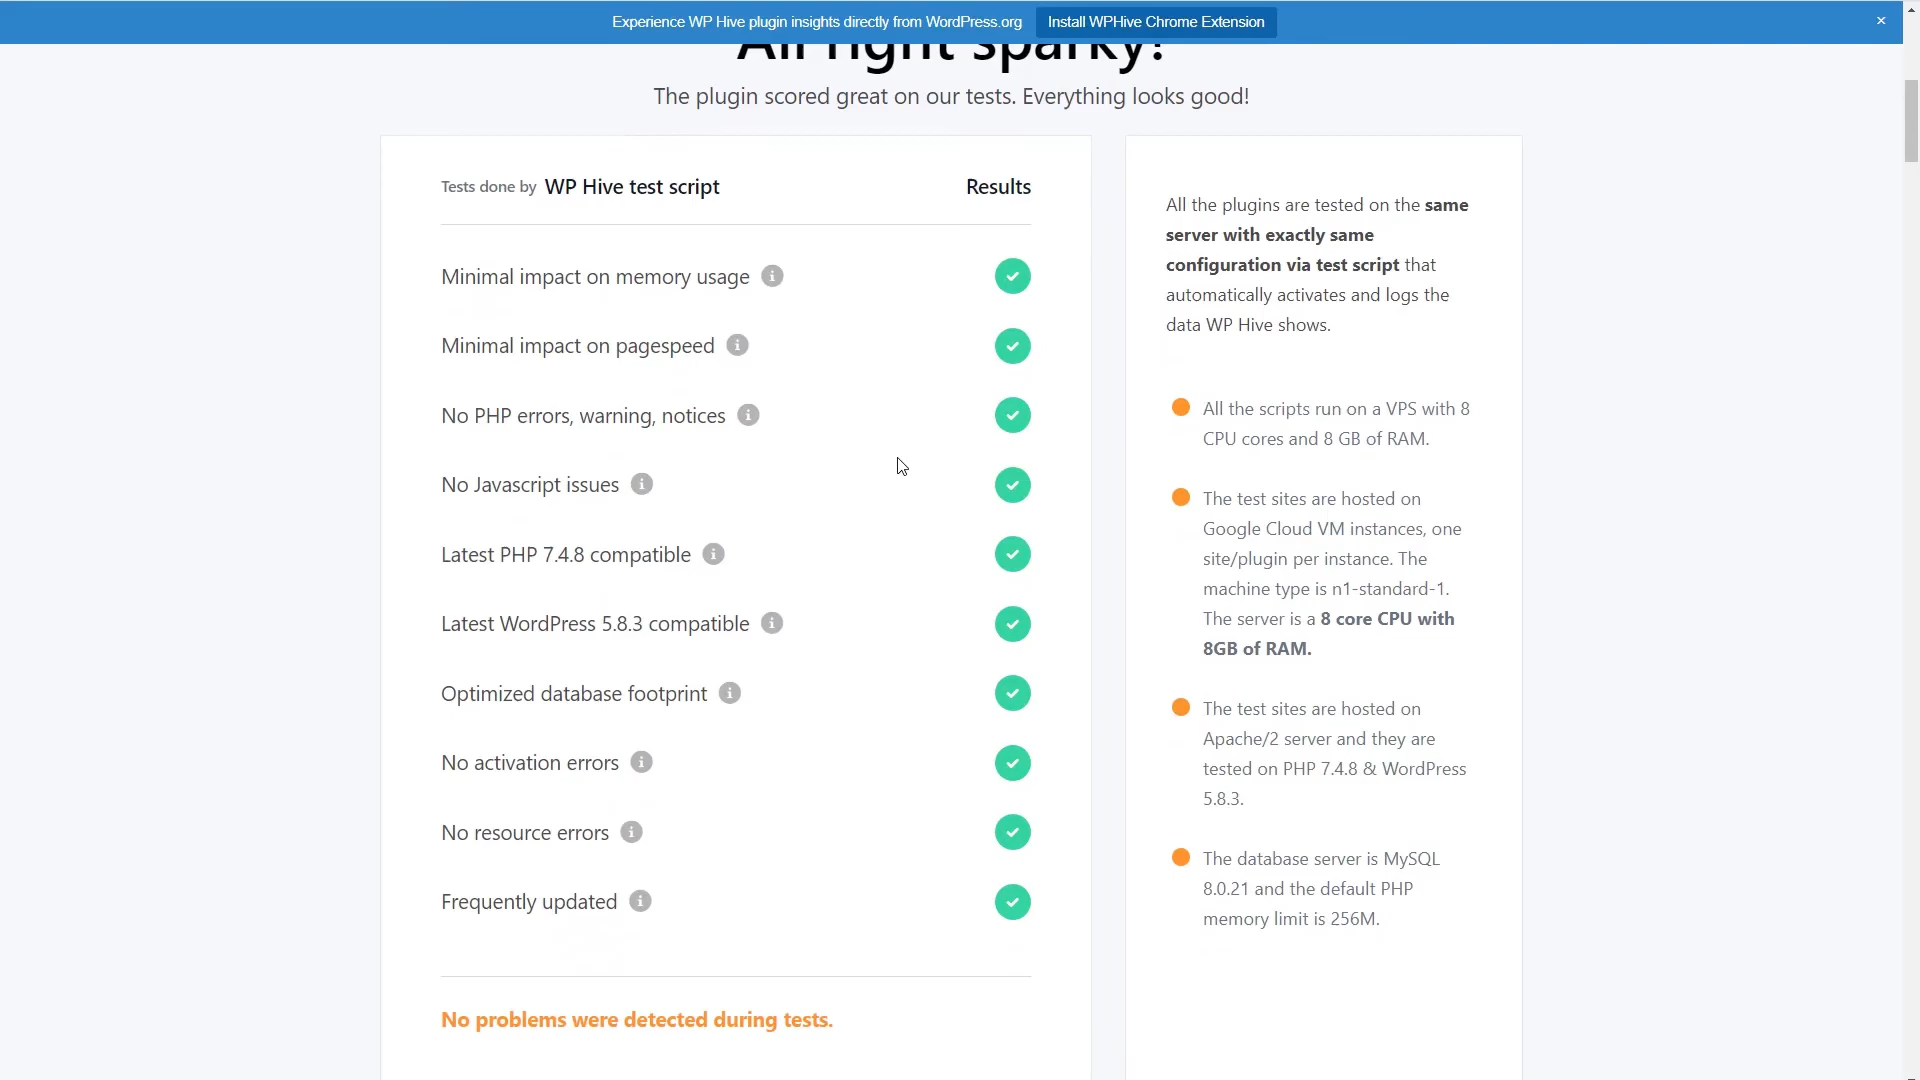 Experience WP Hive plugin insights directly from WordPress.org
Install WPHive Chrome Extension
×
All right sparky!
The plugin scored great on our tests. Everything looks good!
Tests done by WP Hive test script
Results
Minimal impact on memory usage
Minimal impact on pagespeed
No PHP errors, warning, notices
No Javascript issues
Latest PHP 7.4.8 compatible
Latest WordPress 5.8.3 compatible
Optimized database footprint
No activation errors
No resource errors
Frequently updated
No problems were detected during tests.
All the plugins are tested on the same
server with exactly same
configuration via test script that
automatically activates and logs the
data WP Hive shows.
All the scripts run on a VPS with 8
CPU cores and 8 GB of RAM.
The test sites are hosted on
Google Cloud VM instances, one
site/plugin per instance. The
machine type is n1-standard-1.
The server is a 8 core CPU with
8GB of RAM.
The test sites are hosted on
Apache/2 server and they are
tested on PHP 7.4.8 & WordPress
5.8.3.
The database server is MySQL
8.0.21 and the default PHP
memory limit is 256M.